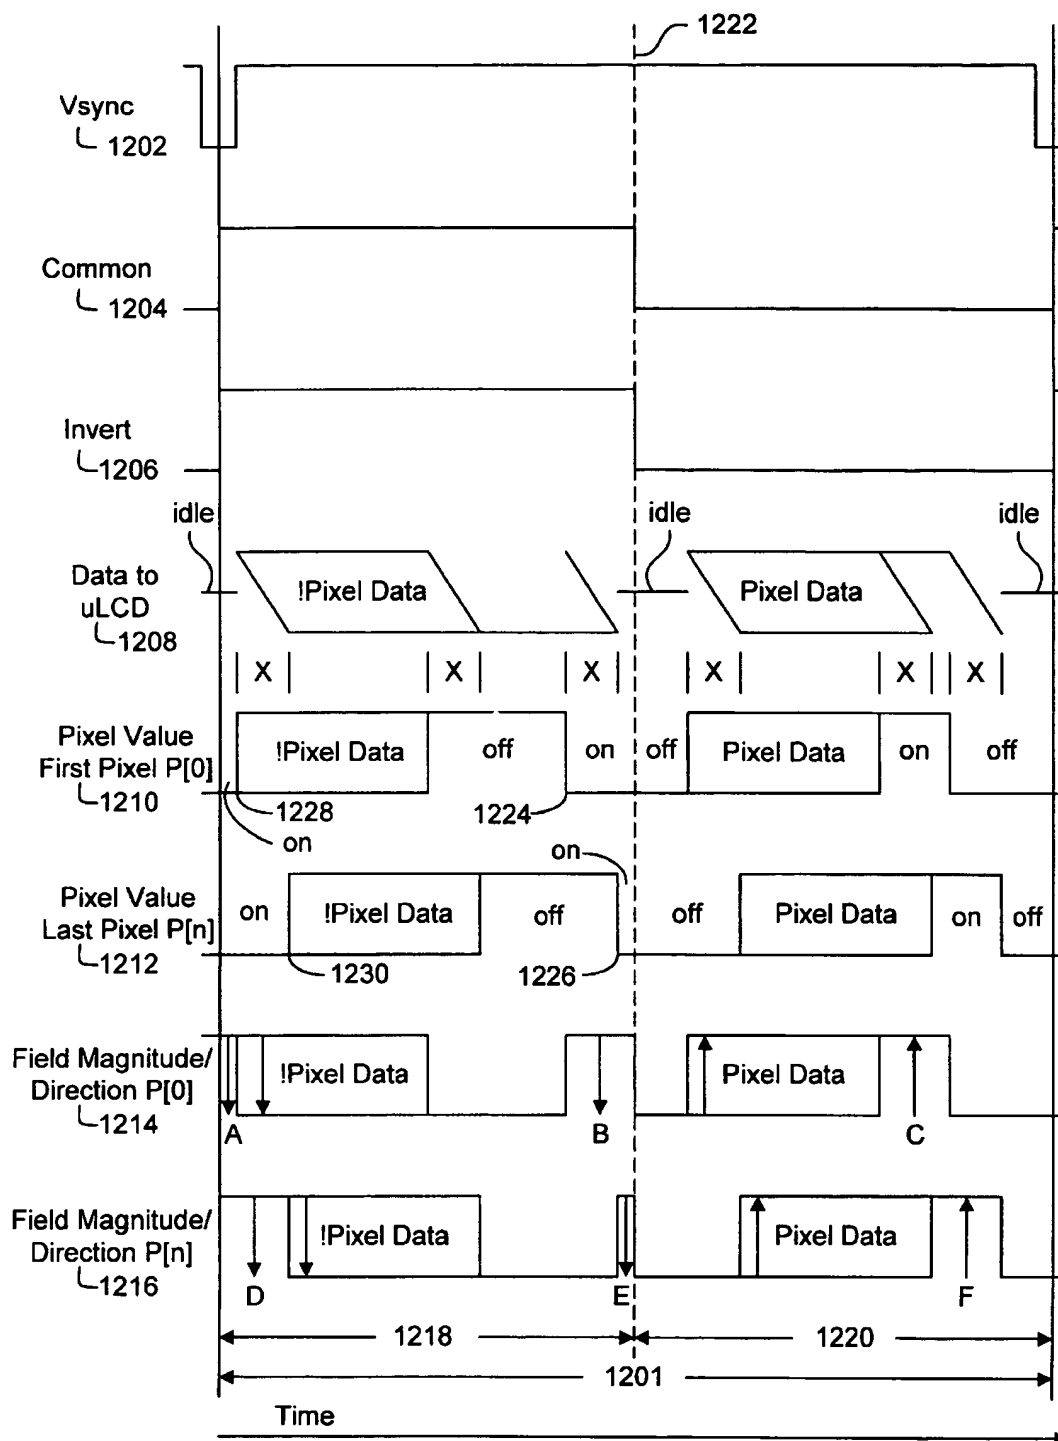 1222
Vsync
1202
Common
1204
Invert
1206
idle
idle
idle
Data to
uLCD
1208
!Pixel Data
Pixel Data
X
X
X
X
X
X
Pixel Value
First Pixel P[0]
1210
!Pixel Data
off
on
off
Pixel Data
on
off
1228
1224
on
on
Pixel Value
Last Pixel P[n]
1212
on
!Pixel Data
off
off
Pixel Data
on
off
1230
1226
Field Magnitude/
Direction P[0]
1214
!Pixel Data
Pixel Data
A
B
C
Field Magnitude/
Direction P[n]
1216
!Pixel Data
Pixel Data
D
E
F
1218
1220
1201
Time